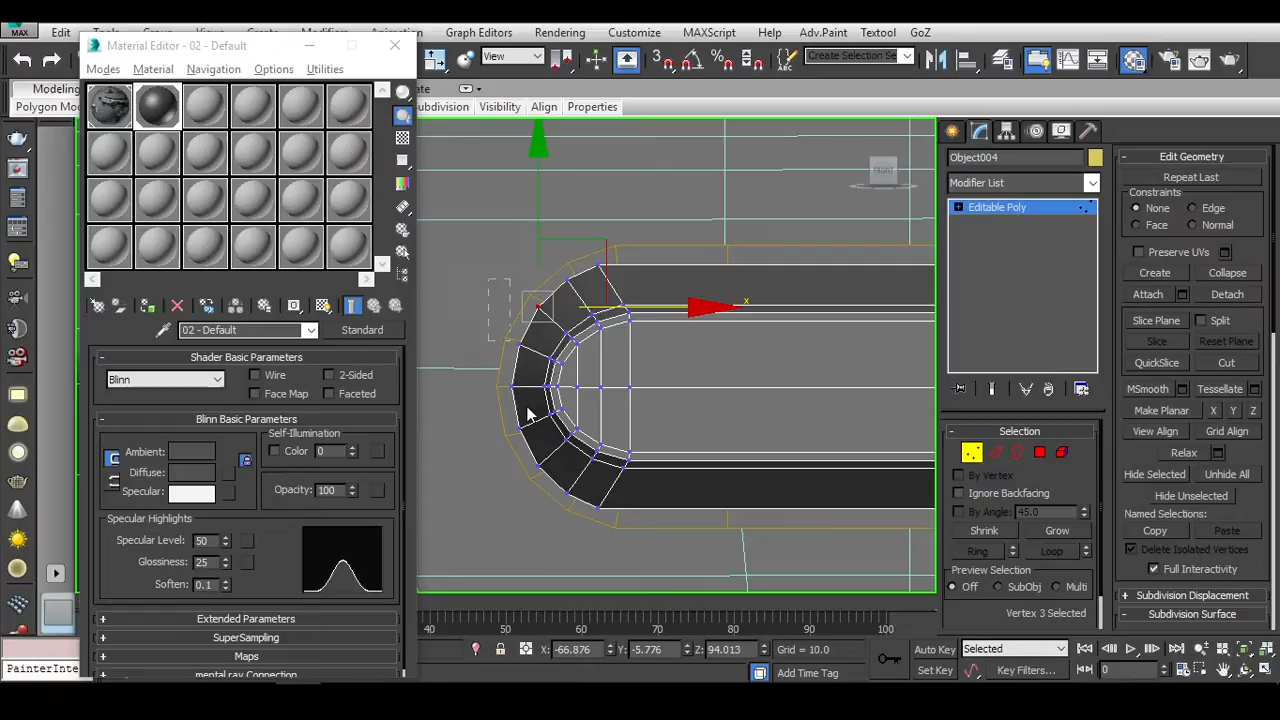 MAX
Edit
Graph Editors
Rendering
Customize
MAXScript
Help
Adv.Paint
Textool
GoZ
Material Editor - 02 - Default
View
Create Selection Se
Modes
Material
Navigation
Options
Utilities
Modeling
Polygon Mod
ubdivision
Visibility
Align
Properties
FRONT
x
02 - Default
Standard
Shader Basic Parameters
Blinn
Wire
2-Sided
Face Map
Faceted
Blinn Basic Parameters
Self-Illumination
Ambient:
Color
0
Diffuse:
Specular:
Opacity:
100
Specular Highlights
Specular Level:
50
Glossiness:
25
Soften:
0.1
Extended Parameters
SuperSampling
Maps
mental ray Connection
Object004
Modifier List
Editable Poly
Selection
By Vertex
Ignore Backfacing
By Angle:
45.0
Shrink
Grow
Ring
Loop
Preview Selection
Off
SubObj
Multi
Vertex 3 Selected
Edit Geometry
Repeat Last
Constraints
None
Edge
Face
Normal
Preserve UVs
Create
Collapse
Attach
Detach
Slice Plane
Split
Slice
Reset Plane
QuickSlice
Cut
MSmooth
Tessellate
Make Planar
X
Y
Z
View Align
Grid Align
Relax
Hide Selected
Unhide All
Hide Unselected
Named Selections:
Copy
Paste
Delete Isolated Vertices
Full Interactivity
Subdivision Displacement
Subdivision Surface
40
50
60
70
80
90
100
X: -66.876
Y: -5.776
Z: 94.013
Grid = 10.0
Add Time Tag
Auto Key
Selected
Set Key
Key Filters...
0
PainterInte